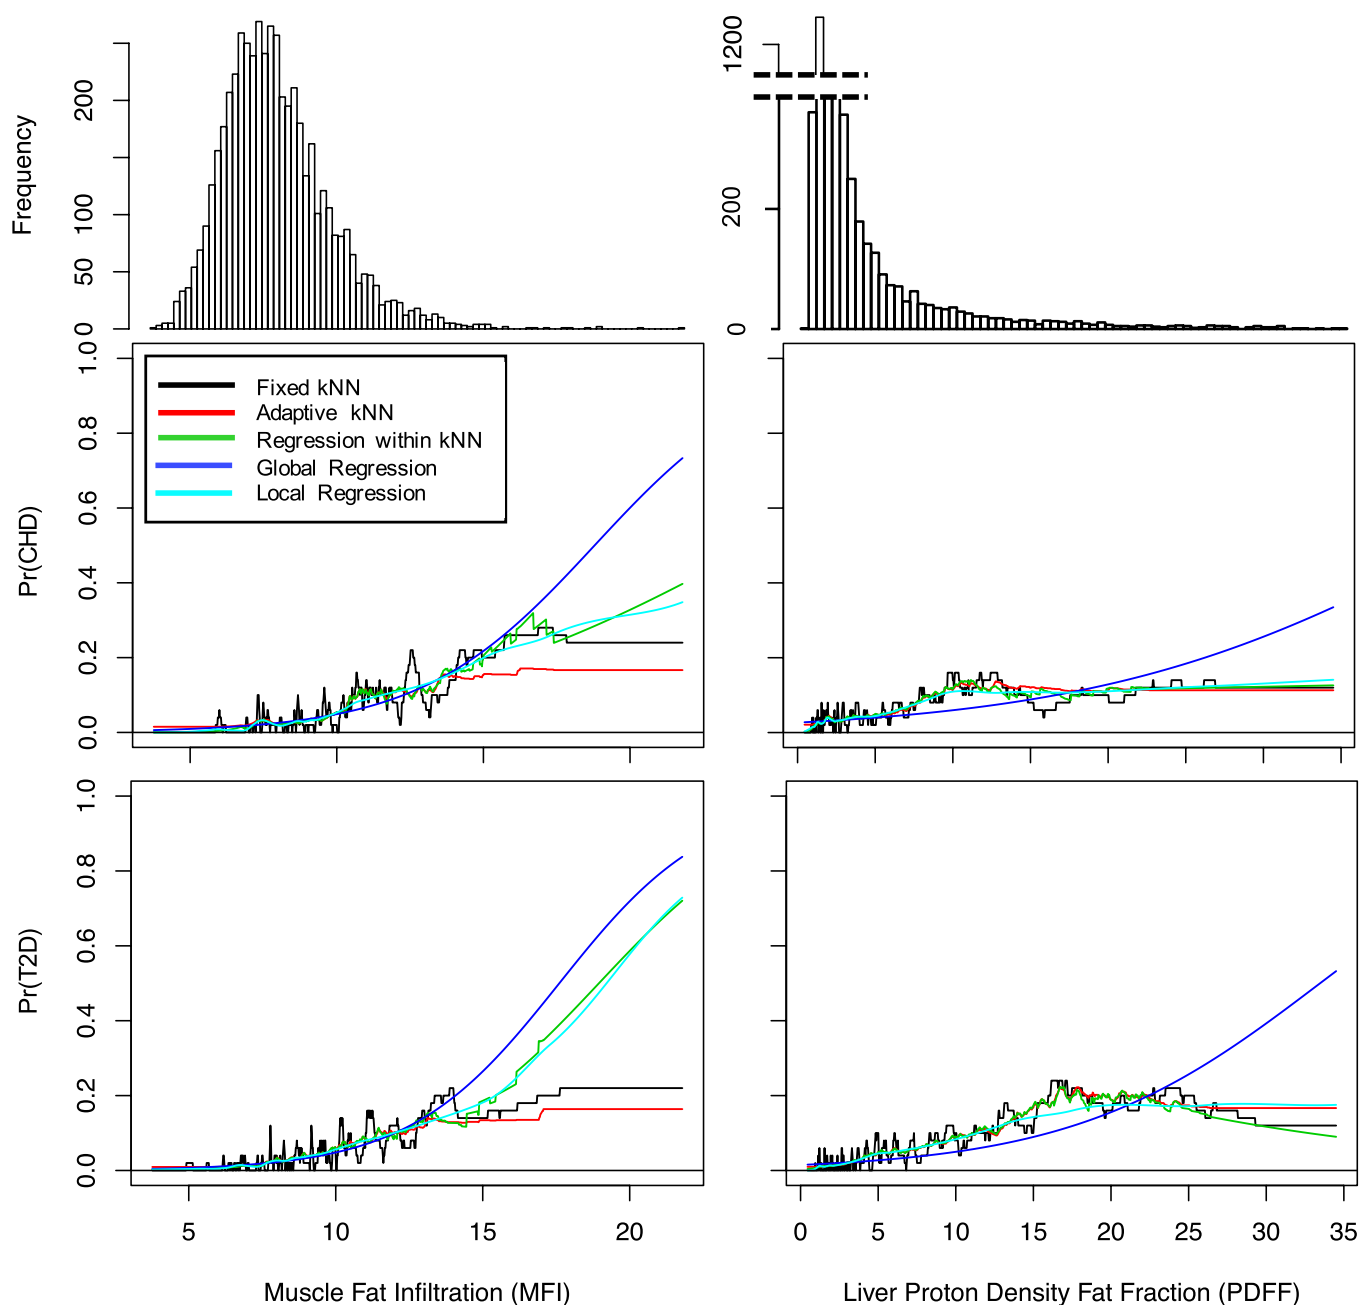 Frequency
0
50
100
200
0
200
1200
Pr(CHD)
0.0
0.2
0.4
0.6
0.8
1.0
Fixed kNN
Adaptive kNN
Regression within kNN
Global Regression
Local Regression
Pr(T2D)
0.0
0.2
0.4
0.6
0.8
1.0
5 10 15 20
0 5 10 15 20 25 30 35
Muscle Fat Infiltration (MFI)
Liver Proton Density Fat Fraction (PDFF)